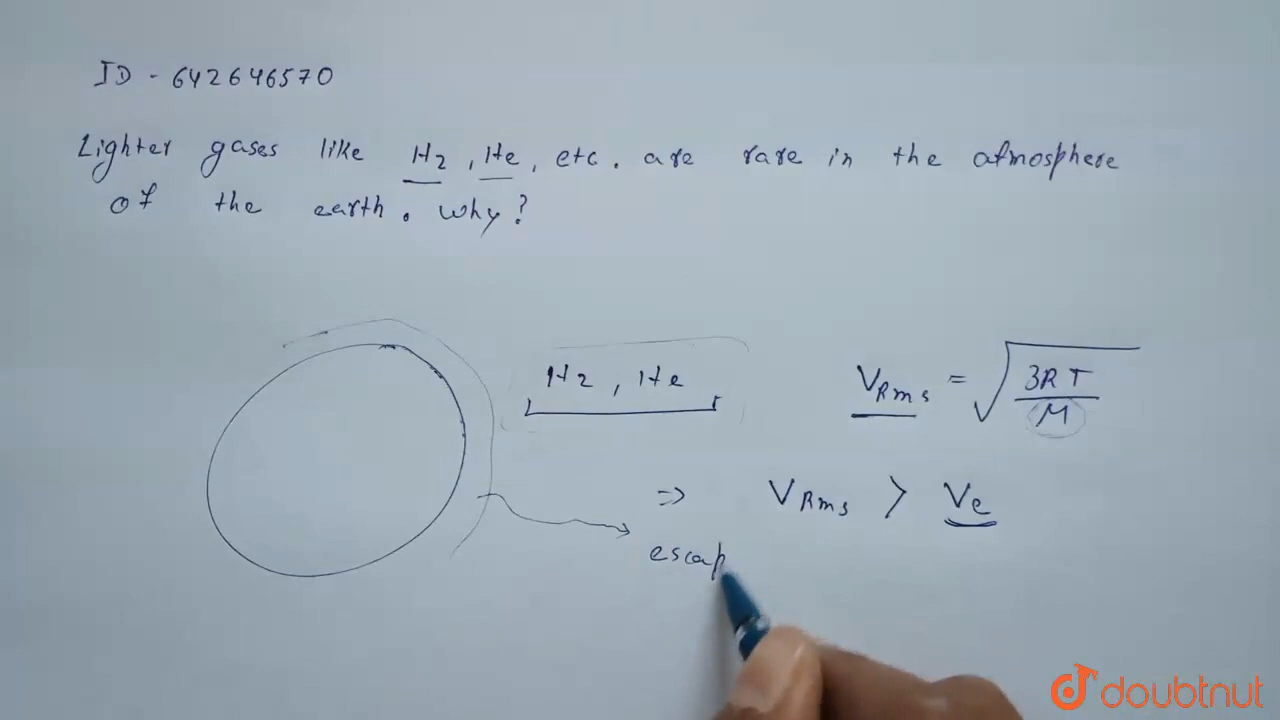 ID - 642646570
Lighter gases like H2, He, etc. are rare in the atmosphere
of the earth. Why?
H2, He
VRms = √3RT/M
⇒ VRms > Ve
escap
doubtnut